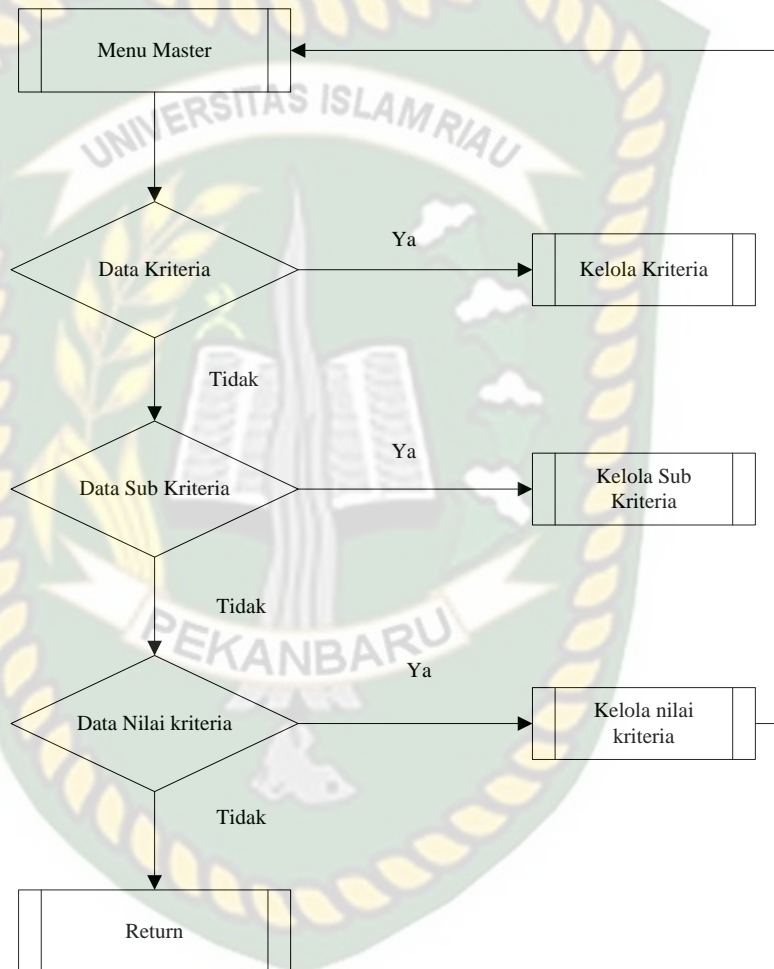 Menu Master
UNIVERSITAS ISLAM RIAU
Data Kriteria
Ya
Kelola Kriteria
Tidak
Data Sub Kriteria
Ya
Kelola Sub
Kriteria
Tidak
PEKANBARU
Data Nilai kriteria
Ya
Kelola nilai
kriteria
Tidak
Return